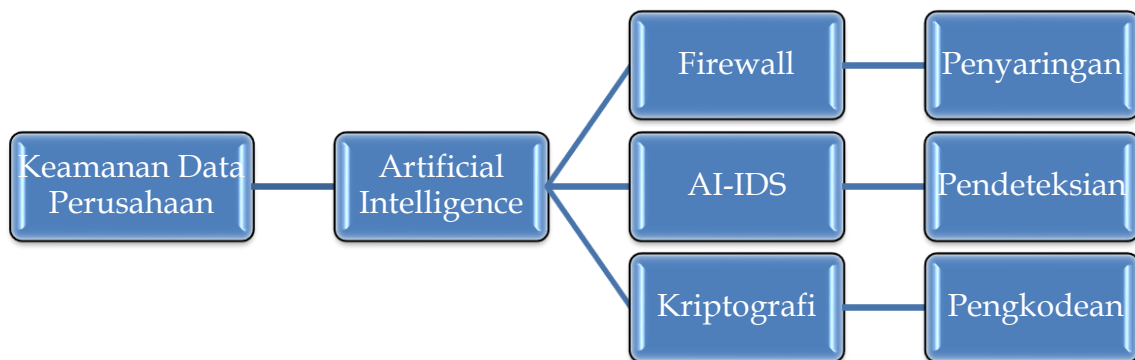 Keamanan Data
Perusahaan
Artificial
Intelligence
Firewall
Penyaringan
AI-IDS
Pendeteksian
Kriptografi
Pengkodean